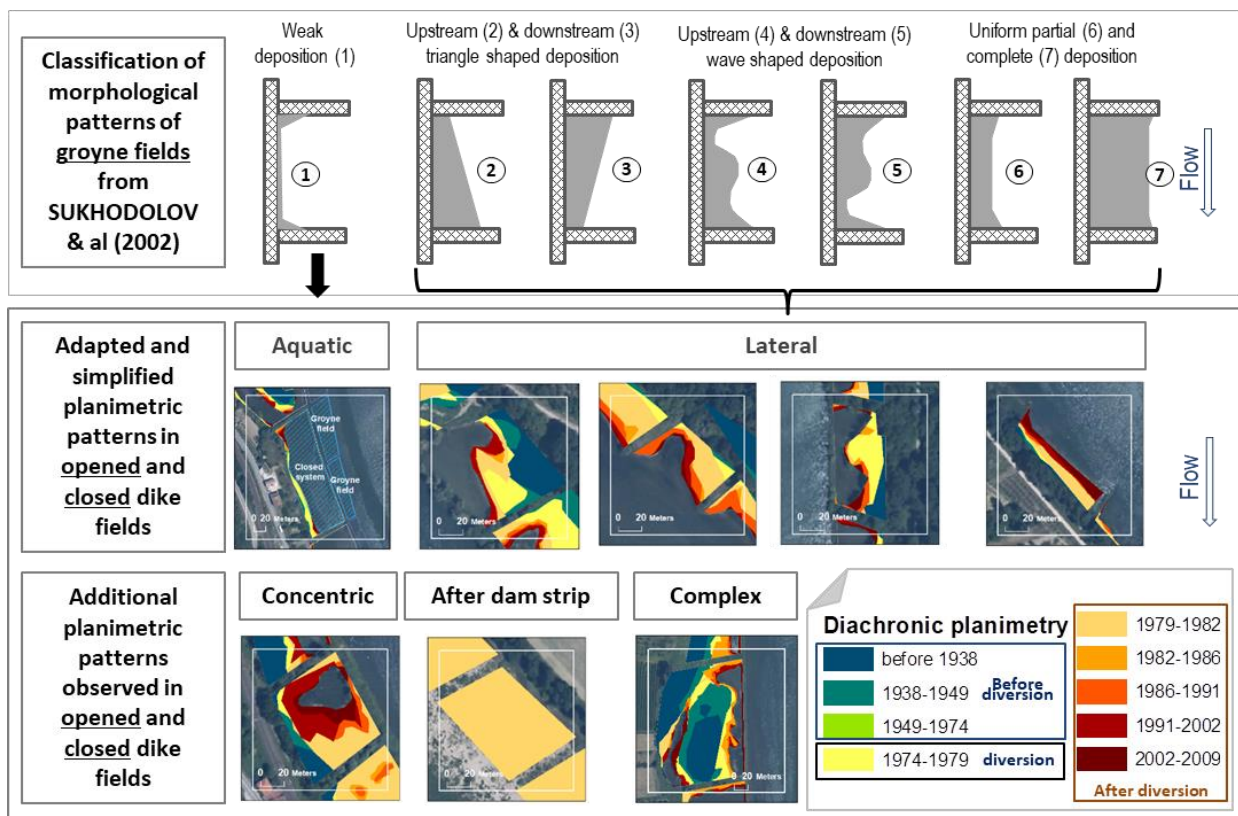 Classification of
morphological
patterns of
groyne fields
from
SUKHODOLOV
& al (2002)
Weak
deposition (1)
Upstream (2) & downstream (3)
triangle shaped deposition
Upstream (4) & downstream (5)
wave shaped deposition
Uniform partial (6) and
complete (7) deposition
1
2
3
4
5
6
7
Flow
Adapted and
simplified
planimetric
patterns in
opened and
closed dike
fields
Aquatic
Lateral
Groyne
field
Closed
system
Groyne
field
0 20 Meters
0 20 Meters
0 20 Meters
0 20 Meters
0 20 Meters
Flow
Additional
planimetric
patterns
observed in
opened and
closed dike
fields
Concentric
After dam strip
Complex
0 20 Meters
0 20 Meters
0 20 Meters
Diachronic planimetry
before 1938
1938-1949
Before
diversion
1949-1974
1974-1979 diversion
1979-1982
1982-1986
1986-1991
1991-2002
2002-2009
After diversion